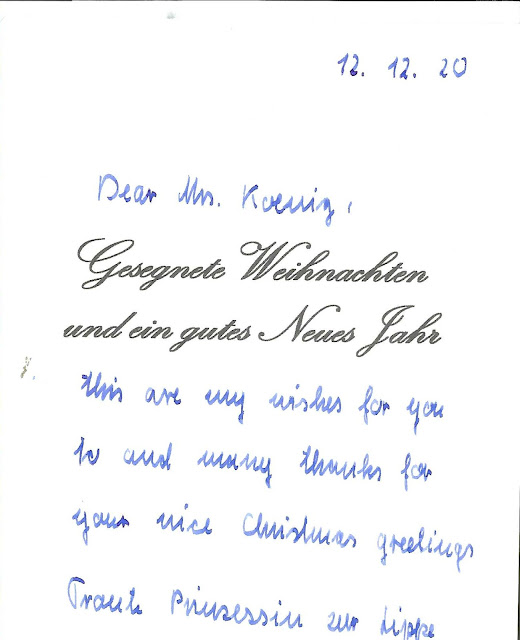 12. 12. 20
Dear Mrs. Koenig,
Gesegnete Weihnachten
und ein gutes Neues Jahr
this are my wishes for you
to and many thanks for
your nice Christmas greetings
Traute Prinzessin zur Lippe